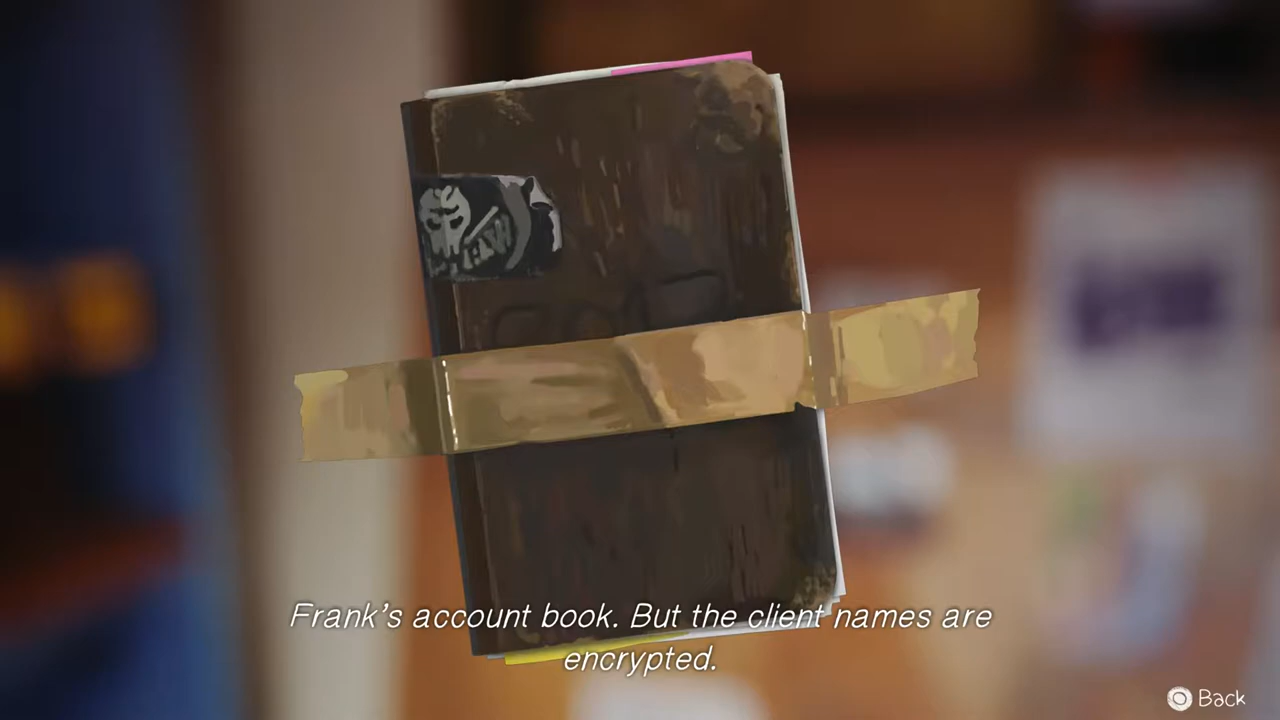 Frank's account book. But the client names are
encrypted.
Back